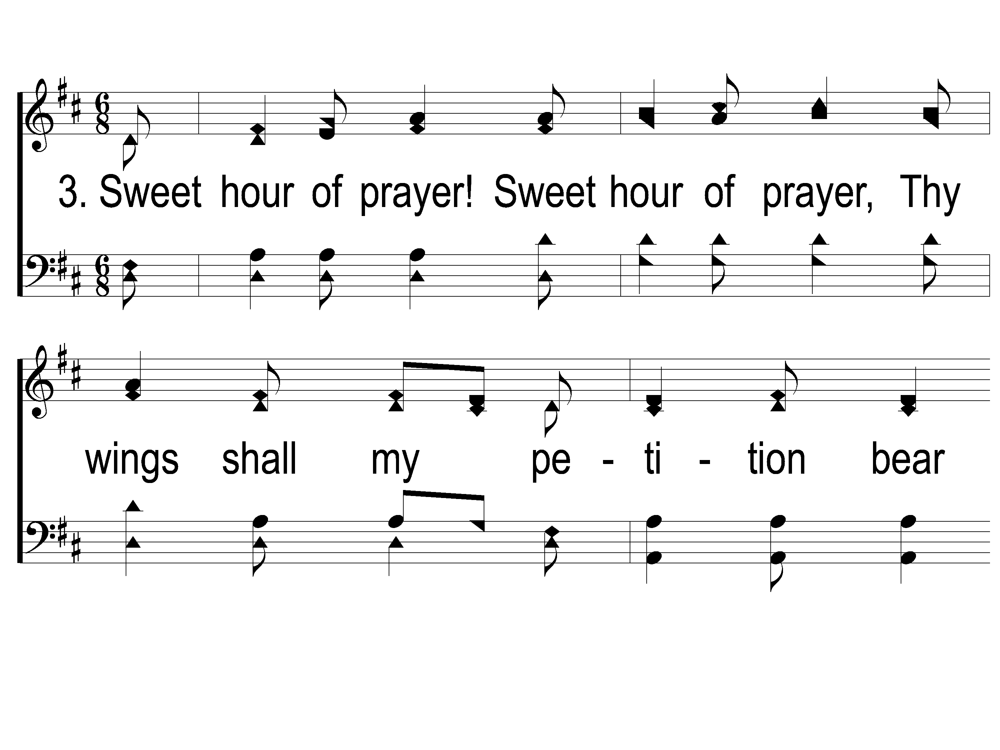 3. Sweet hour of prayer! Sweet hour of prayer, Thy
wings shall my pe - ti - tion bear